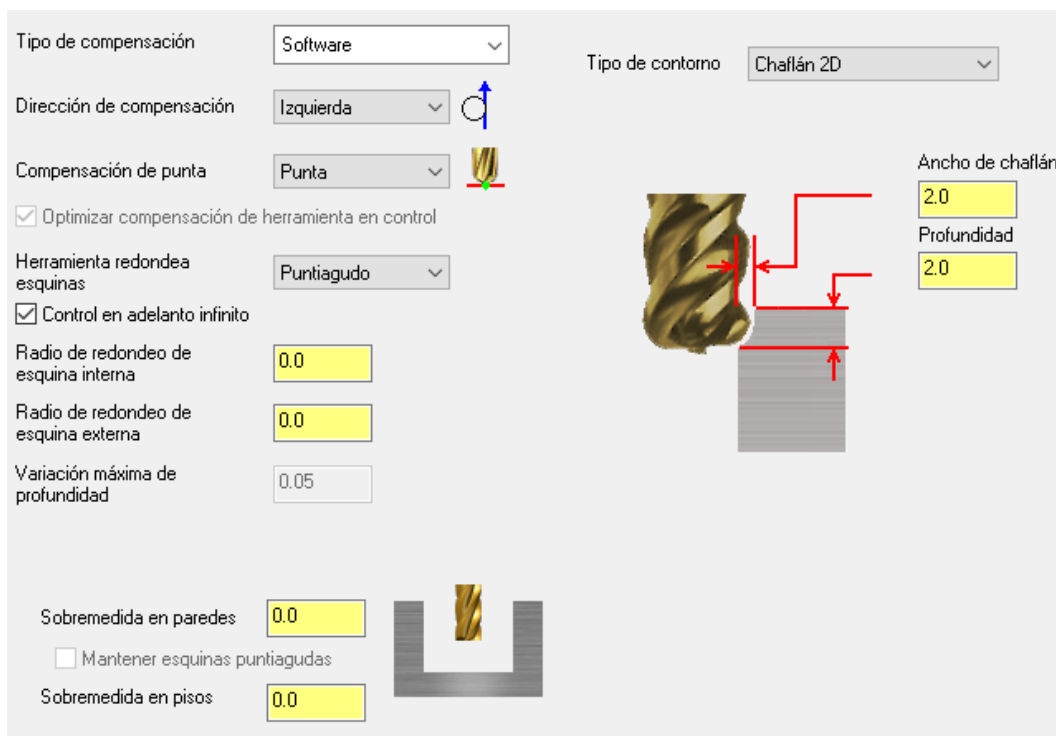 Tipo de compensación
Software
Tipo de contorno
Chaflán 2D
Dirección de compensación
Izquierda
Compensación de punta
Punta
Ancho de chaflán
2.0
Profundidad
2.0
Optimizar compensación de herramienta en control
Herramienta redondea
esquinas
Puntiagudo
Control en adelanto infinito
Radio de redondeo de
esquina interna
0.0
Radio de redondeo de
esquina externa
0.0
Variación máxima de
profundidad
0.05
Sobremedida en paredes
0.0
Mantener esquinas puntiagudas
Sobremedida en pisos
0.0